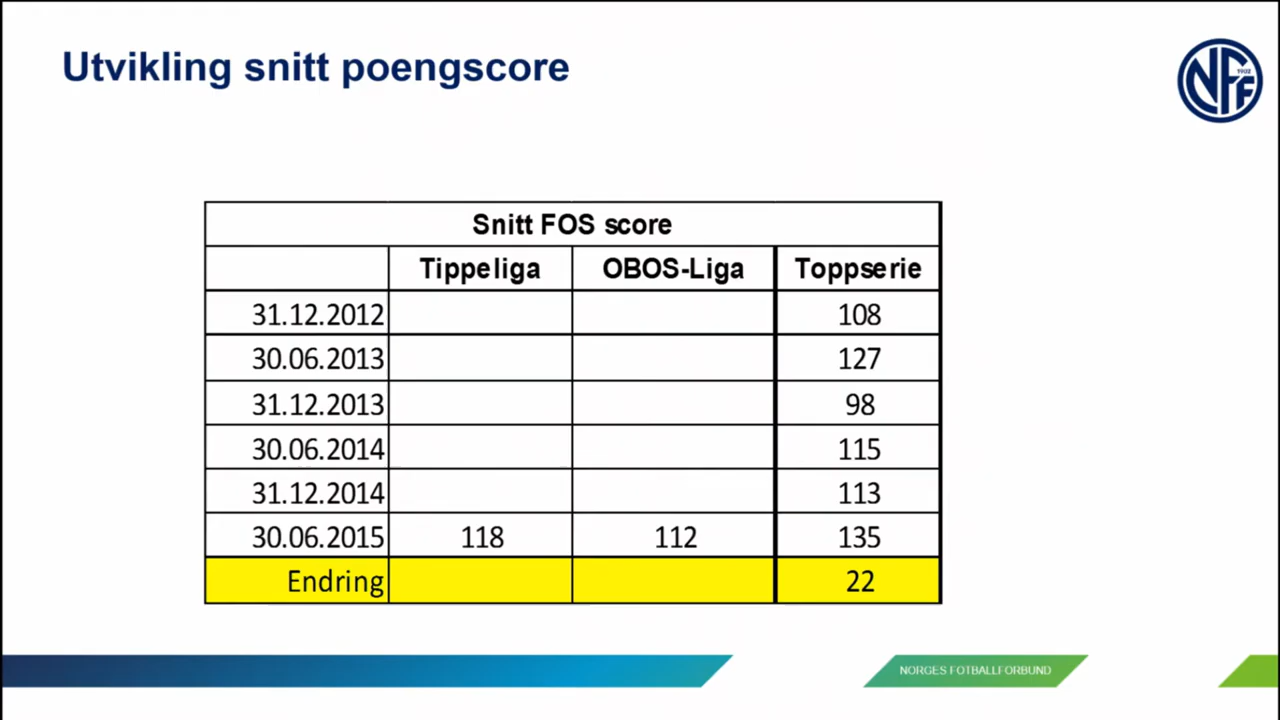 Utvikling snitt poengscore
NFF 1902
Snitt FOS score
Tippeliga OBOS-Liga Toppserie
31.12.2012 108
30.06.2013 127
31.12.2013 98
30.06.2014 115
31.12.2014 113
30.06.2015 118 112 135
Endring 22
NORGES FOTBALLFORBUND